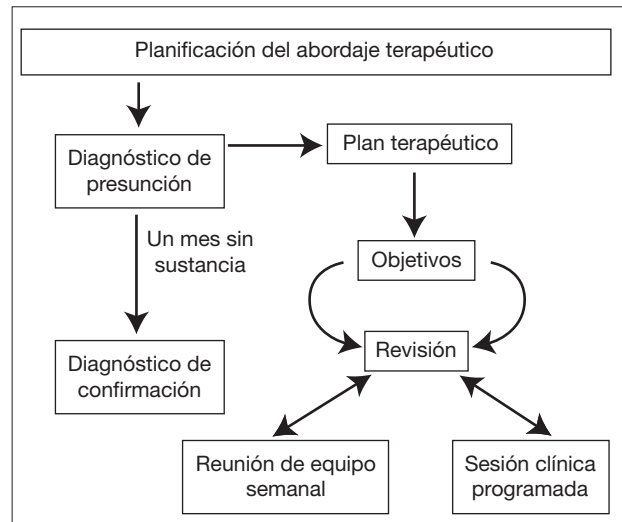 Planificación del abordaje terapéutico
Diagnóstico de
presunción
Plan terapéutico
Un mes sin
sustancia
Objetivos
Diagnóstico de
confirmación
Revisión
Reunión de equipo
semanal
Sesión clínica
programada